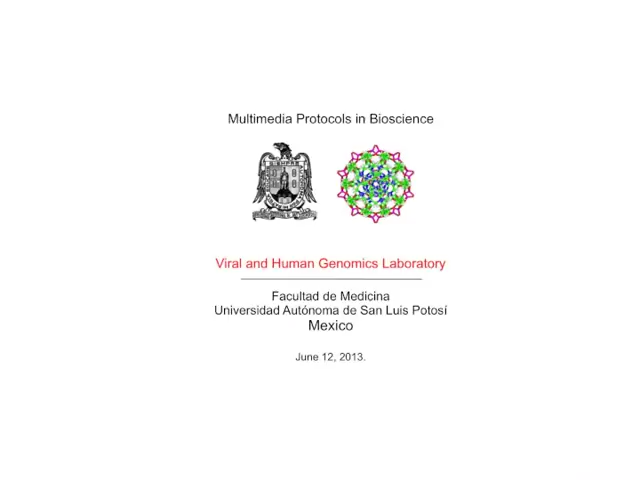 Multimedia Protocols in Bioscience
Viral and Human Genomics Laboratory
Facultad de Medicina
Universidad Autónoma de San Luis Potosí
Mexico
June 12, 2013.